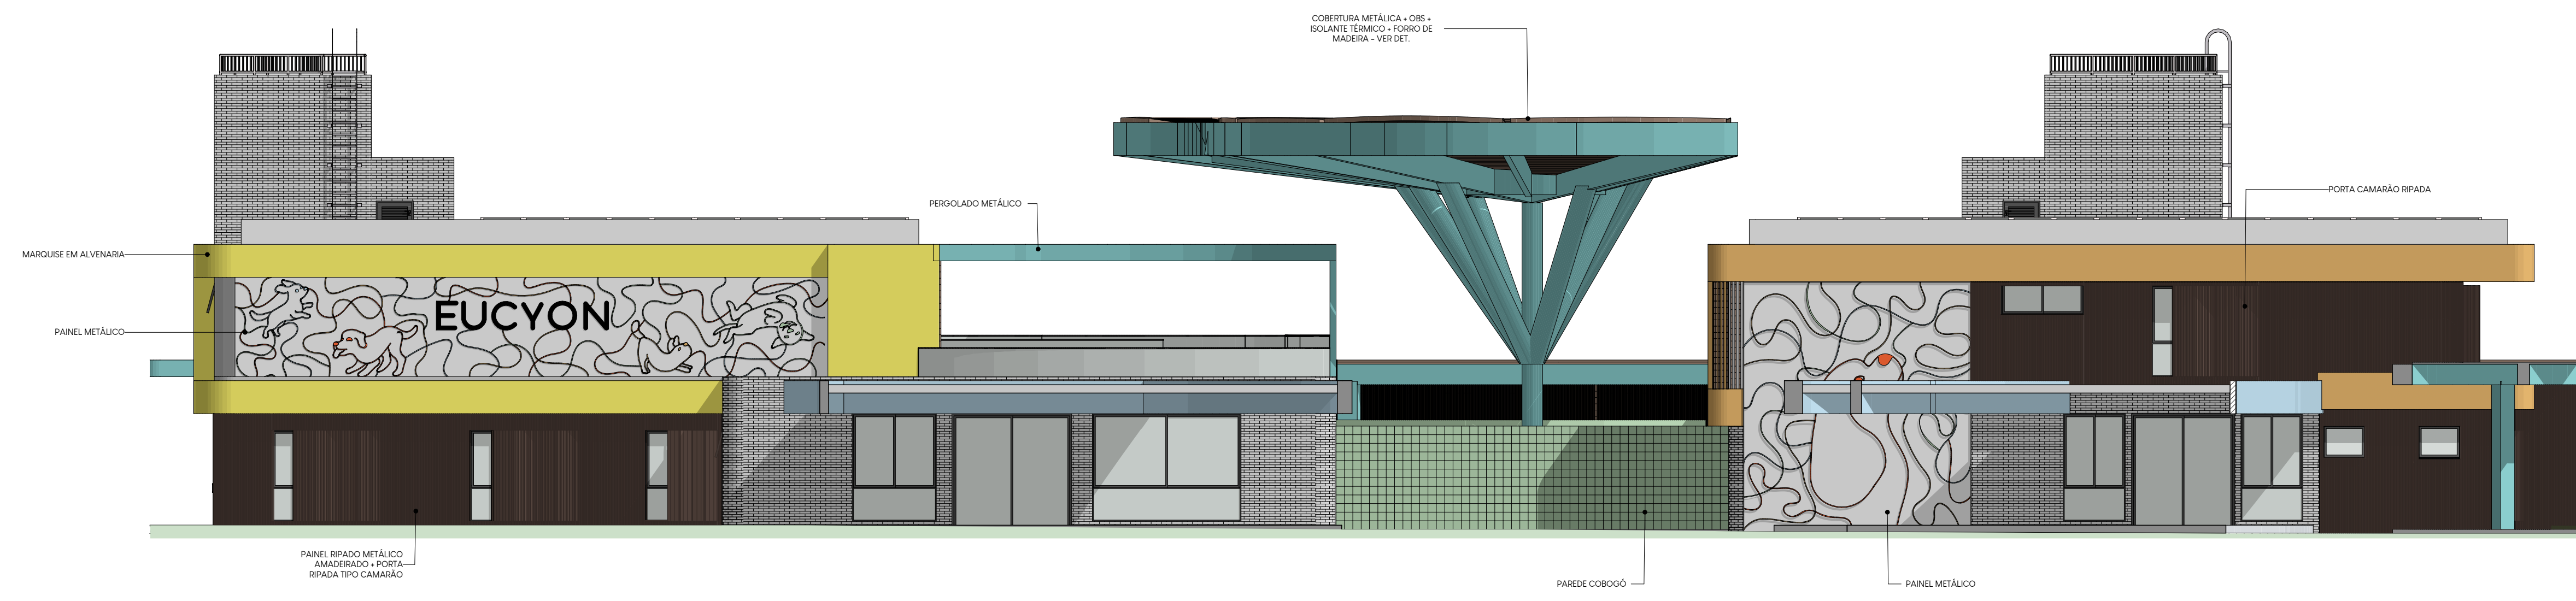 COBERTURA METÁLICA + OBS +
ISOLANTE TÉRMICO + FORRO DE
MADEIRA - VER DET.
PORTA CAMARÃO RIPADA
PERGOLADO METÁLICO
MARQUISE EM ALVENARIA
EUCYON
PAINEL METÁLICO
PAINEL RIPADO METÁLICO
AMADEIRADO + PORTA
RIPADA TIPO CAMARÃO
PAREDE COBOGÓ
PAINEL METÁLICO